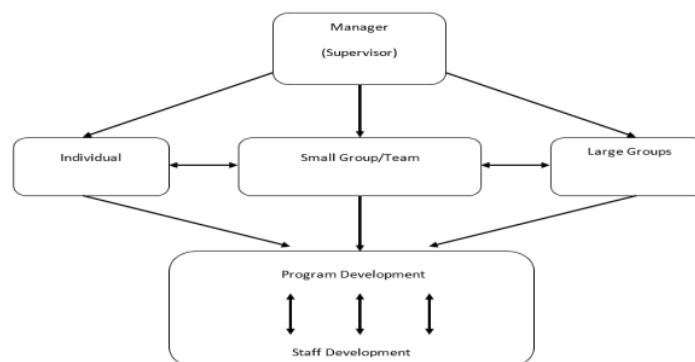 Manager
(Supervisor)
Individual
Small Group/Team
Large Groups
Program Development
Staff Development